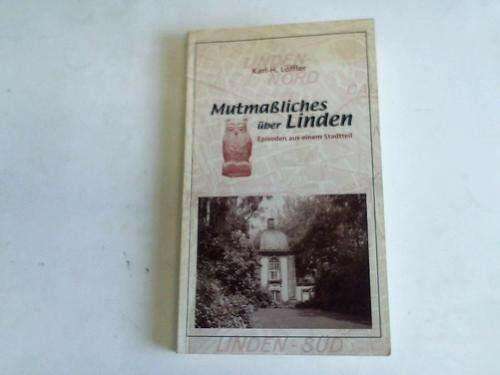 LINDEN-
NORD
Karl-H. Löffler
Mutmaßliches
über Linden
Episoden aus einem Stadtteil
LINDEN - SÜD